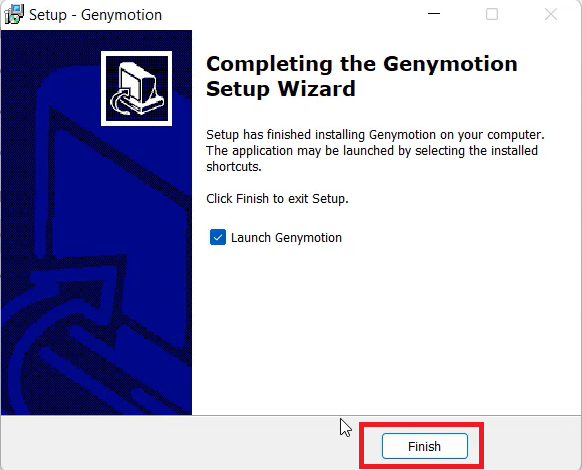 Setup - Genymotion
Completing the Genymotion
Setup Wizard
Setup has finished installing Genymotion on your computer.
The application may be launched by selecting the installed
shortcuts.
Click Finish to exit Setup.
Launch Genymotion
Finish